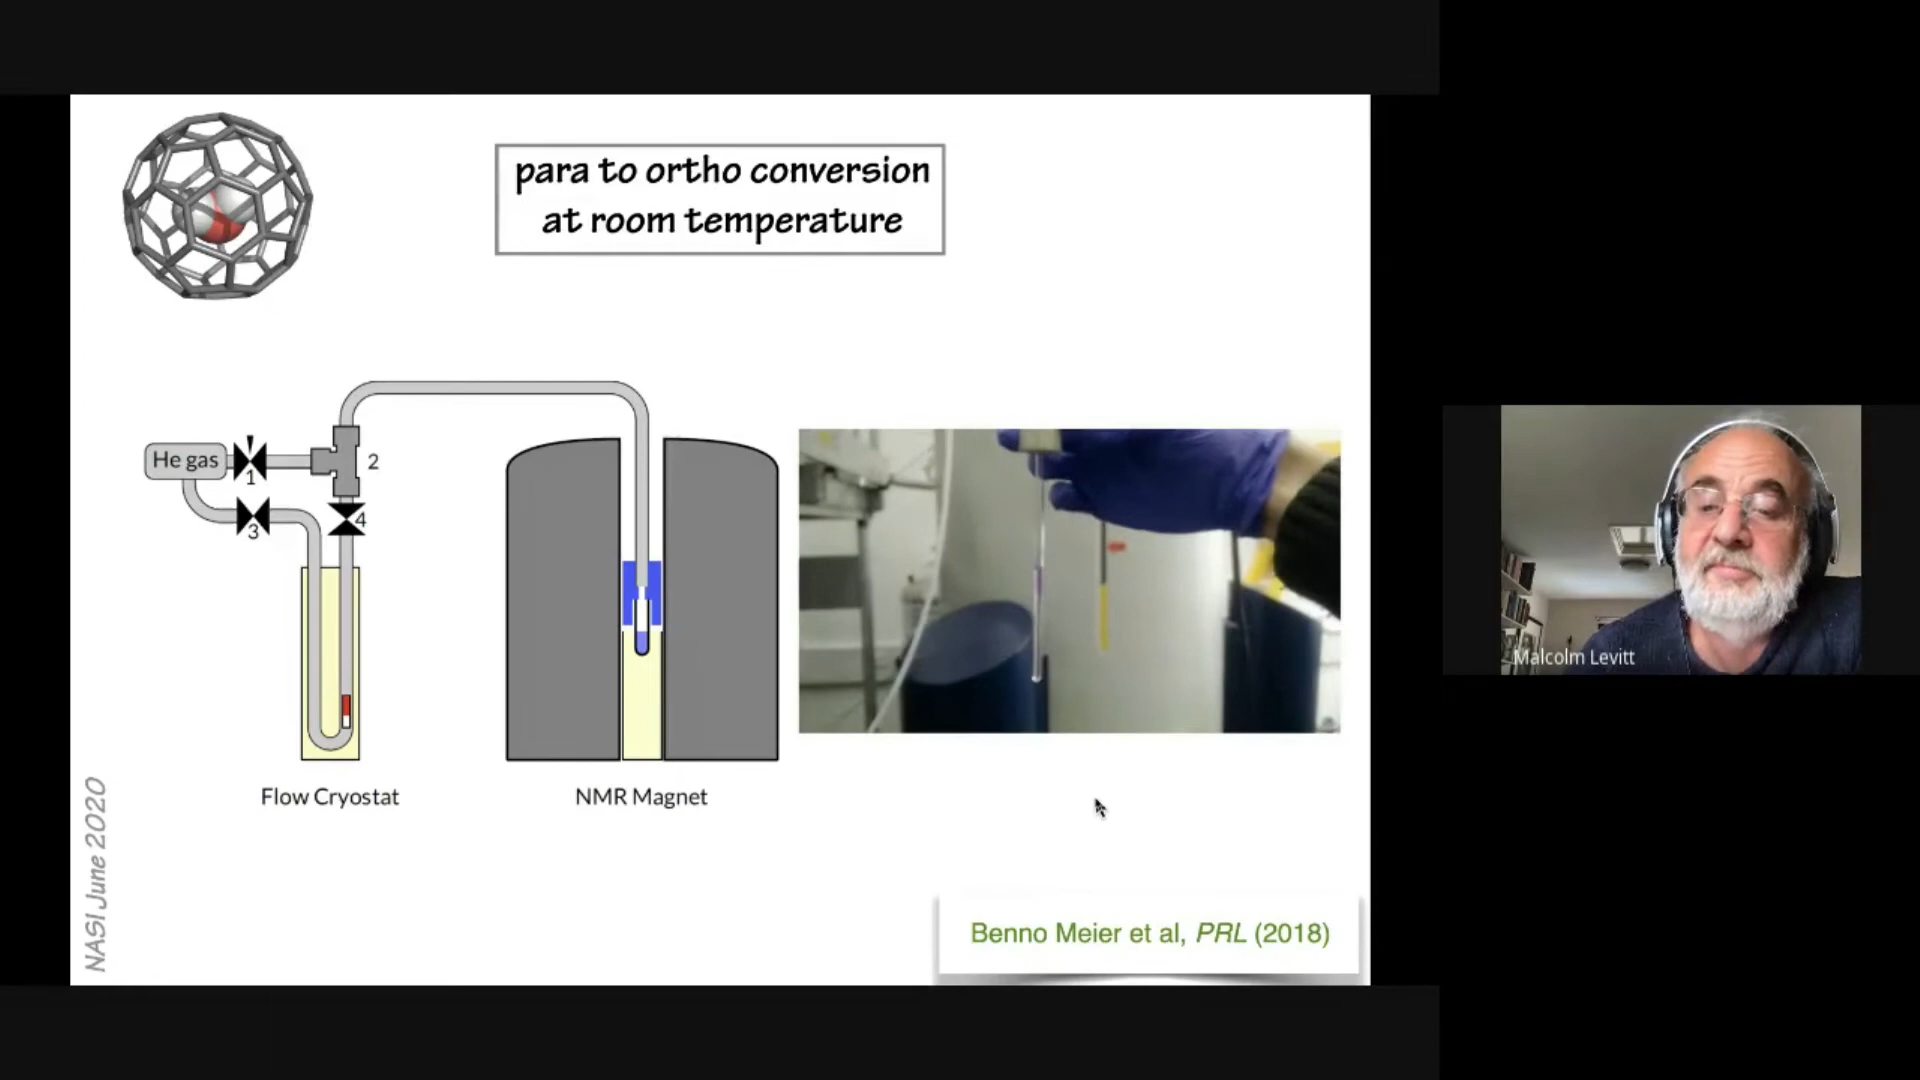 para to ortho conversion
at room temperature
He gas
1
2
3
4
Flow Cryostat
NMR Magnet
NASI June 2020
Benno Meier et al, PRL (2018)
Malcolm Levitt